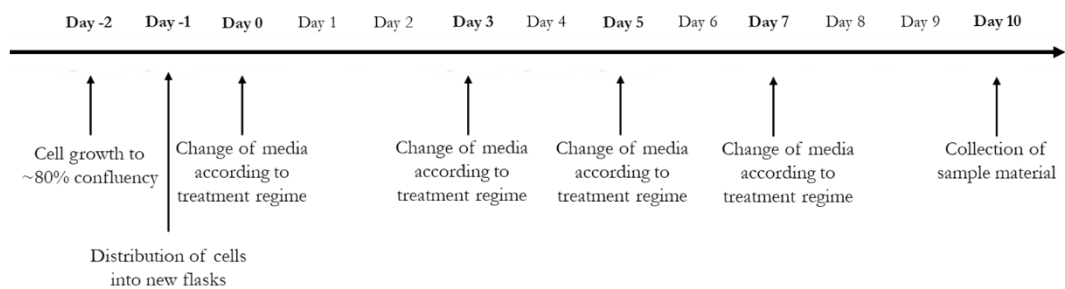 Day -2 Day -1 Day 0 Day 1 Day 2 Day 3 Day 4 Day 5 Day 6 Day 7 Day 8 Day 9 Day 10
Cell growth to
~80% confluency
Distribution of cells
into new flasks
Change of media
according to
treatment regime
Change of media
according to
treatment regime
Change of media
according to
treatment regime
Change of media
according to
treatment regime
Collection of
sample material